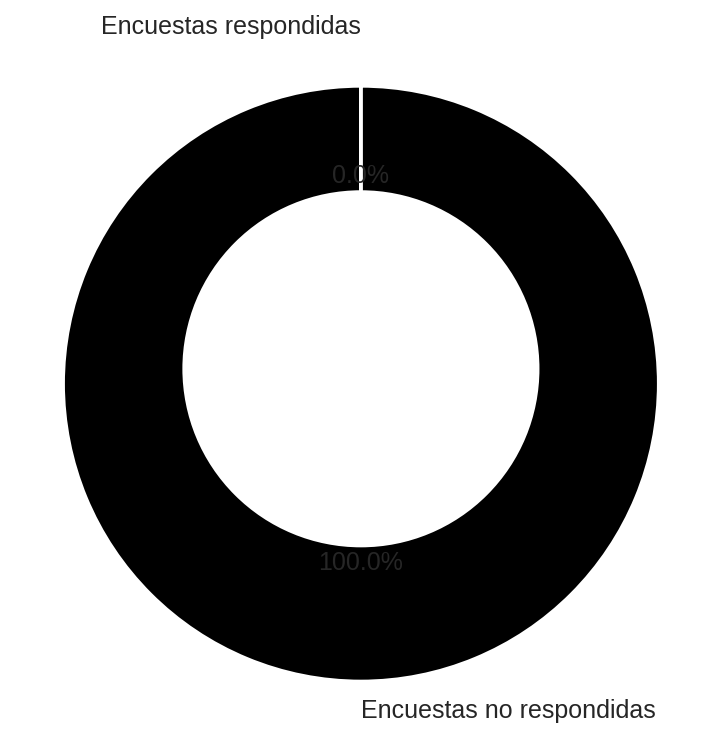 Encuestas respondidas
0.0%
100.0%
Encuestas no respondidas